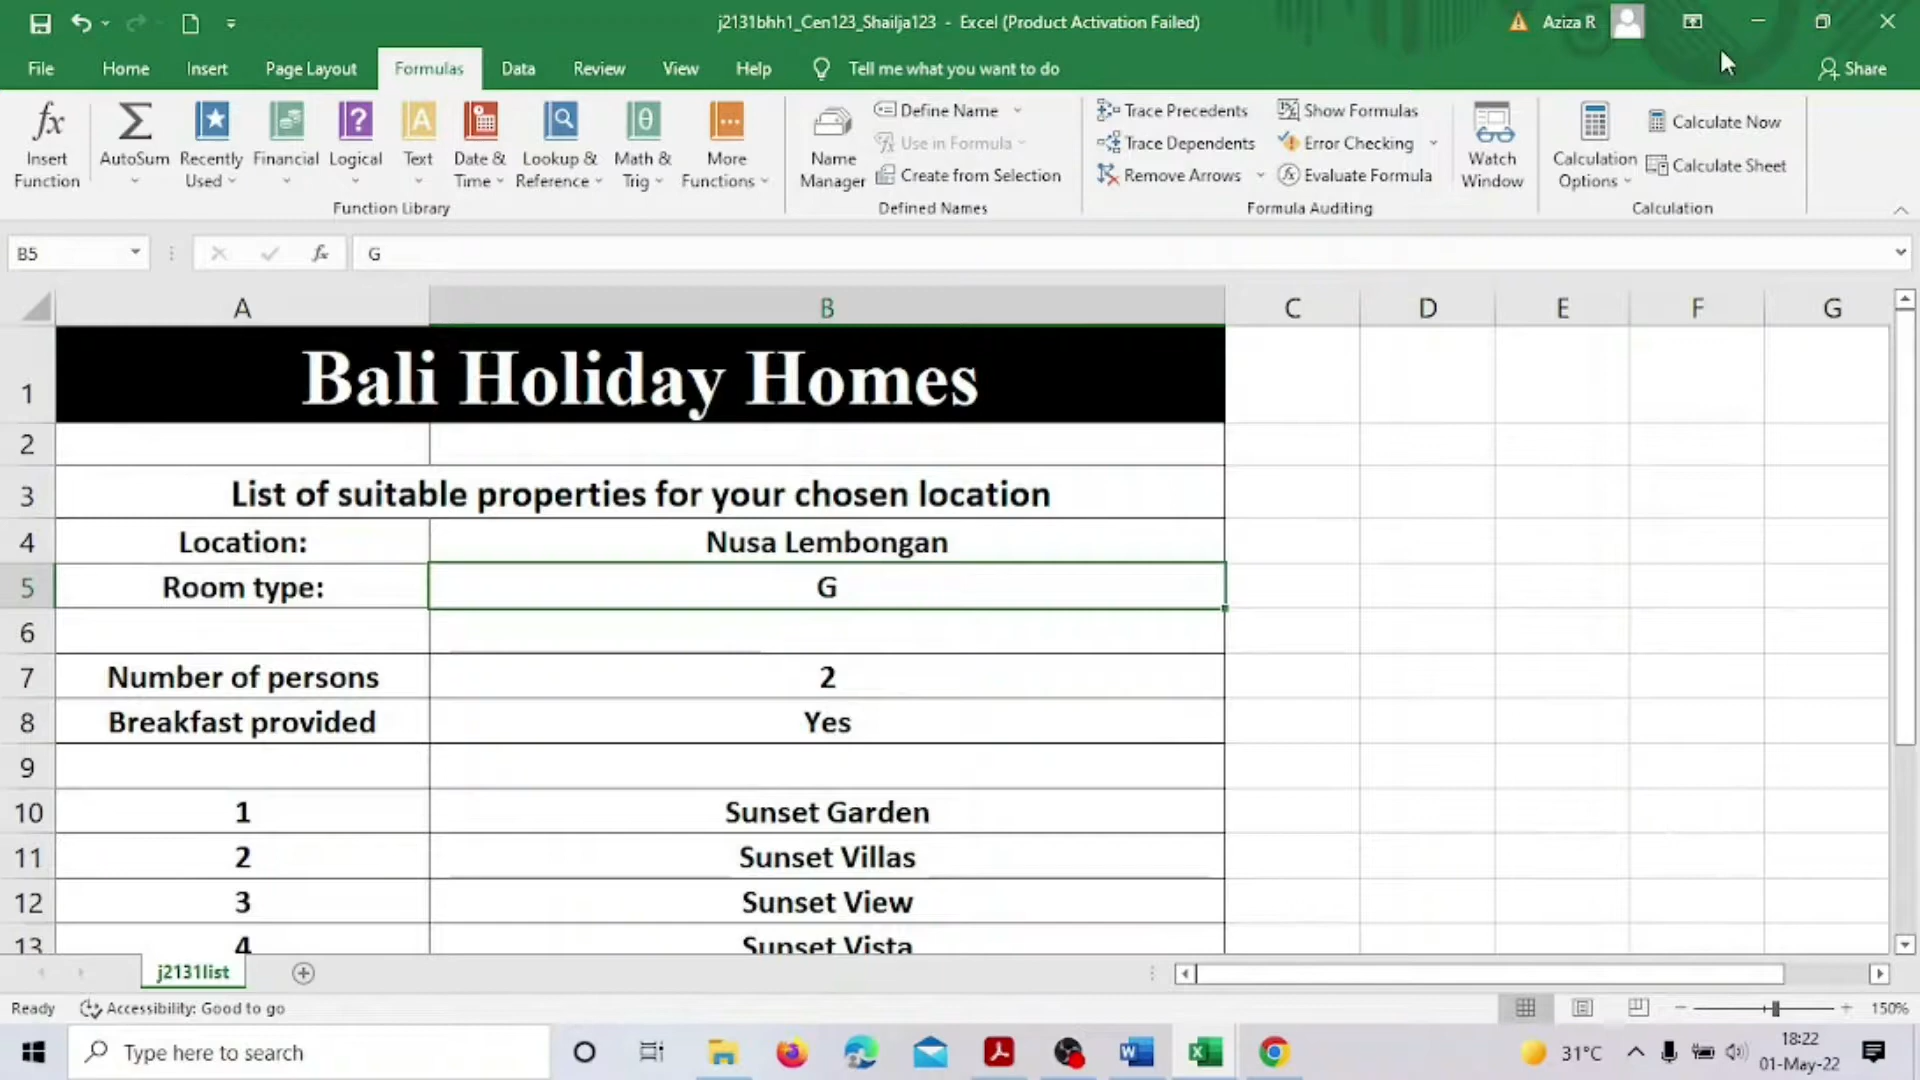 j2131bhh1_Cen123_Shailja123 - Excel (Product Activation Failed)
Aziza R
File Home Insert Page Layout Formulas Data Review View Help Tell me what you want to do Share
Insert Function
AutoSum
Recently Used
Financial
Logical
Text
Date & Time
Lookup & Reference
Math & Trig
More Functions
Function Library
Name Manager
Define Name
Use in Formula
Create from Selection
Defined Names
Trace Precedents
Trace Dependents
Remove Arrows
Show Formulas
Error Checking
Evaluate Formula
Formula Auditing
Watch Window
Calculation Options
Calculate Now
Calculate Sheet
Calculation
B5 fx G
A B C D E F G
1 Bali Holiday Homes
2
3 List of suitable properties for your chosen location
4 Location: Nusa Lembongan
5 Room type: G
6
7 Number of persons 2
8 Breakfast provided Yes
9
10 1 Sunset Garden
11 2 Sunset Villas
12 3 Sunset View
13 4 Sunset Vista
j2131list
Ready Accessibility: Good to go 150%
Type here to search
31°C
18:22
01-May-22